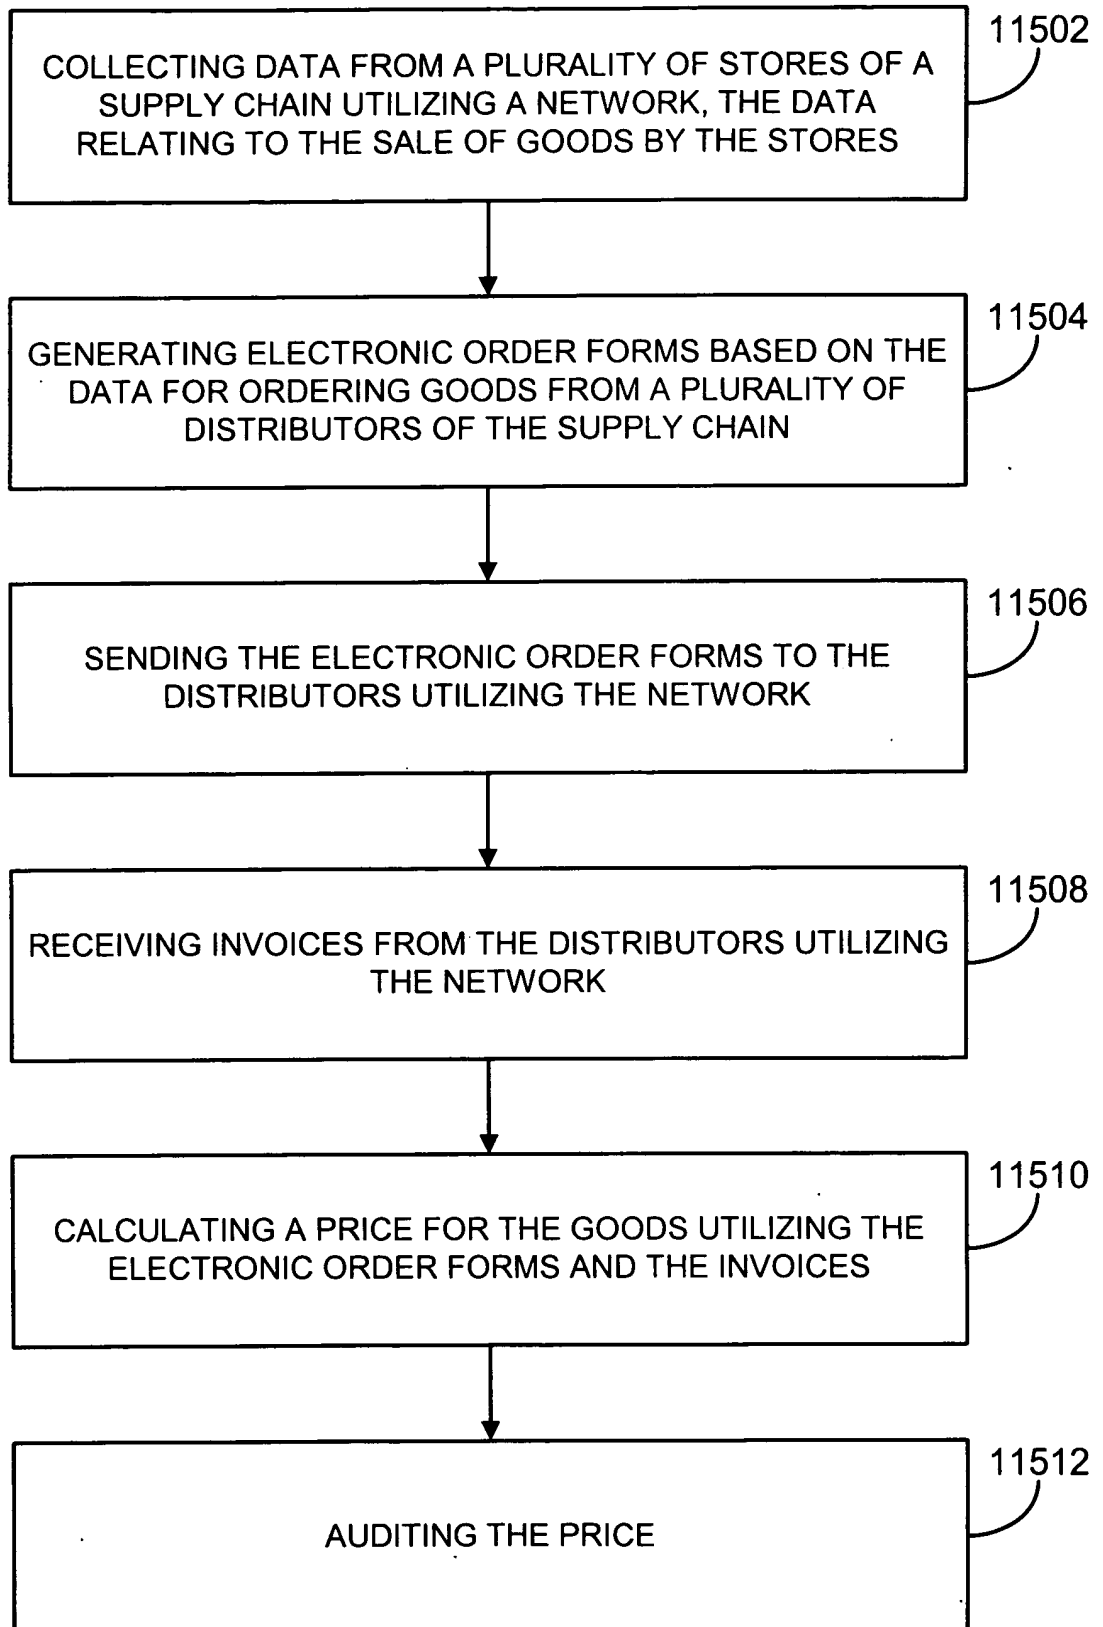 11502
COLLECTING DATA FROM A PLURALITY OF STORES OF A
SUPPLY CHAIN UTILIZING A NETWORK, THE DATA
RELATING TO THE SALE OF GOODS BY THE STORES
11504
GENERATING ELECTRONIC ORDER FORMS BASED ON THE
DATA FOR ORDERING GOODS FROM A PLURALITY OF
DISTRIBUTORS OF THE SUPPLY CHAIN
11506
SENDING THE ELECTRONIC ORDER FORMS TO THE
DISTRIBUTORS UTILIZING THE NETWORK
11508
RECEIVING INVOICES FROM THE DISTRIBUTORS UTILIZING
THE NETWORK
11510
CALCULATING A PRICE FOR THE GOODS UTILIZING THE
ELECTRONIC ORDER FORMS AND THE INVOICES
11512
AUDITING THE PRICE